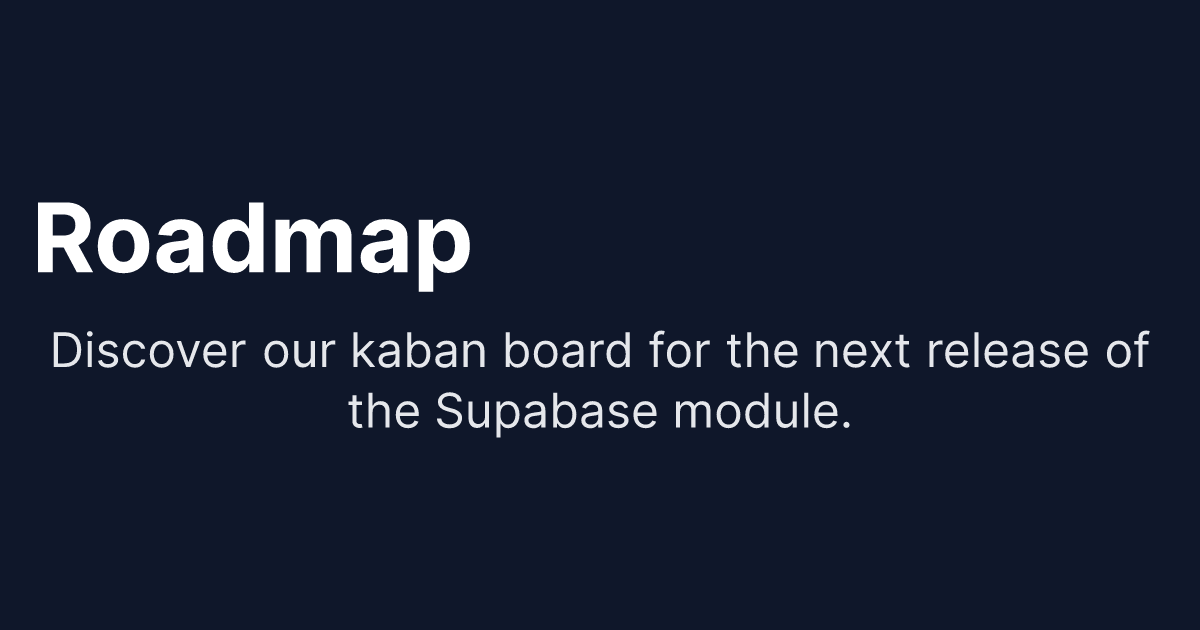 Roadmap
Discover our kaban board for the next release of
the Supabase module.